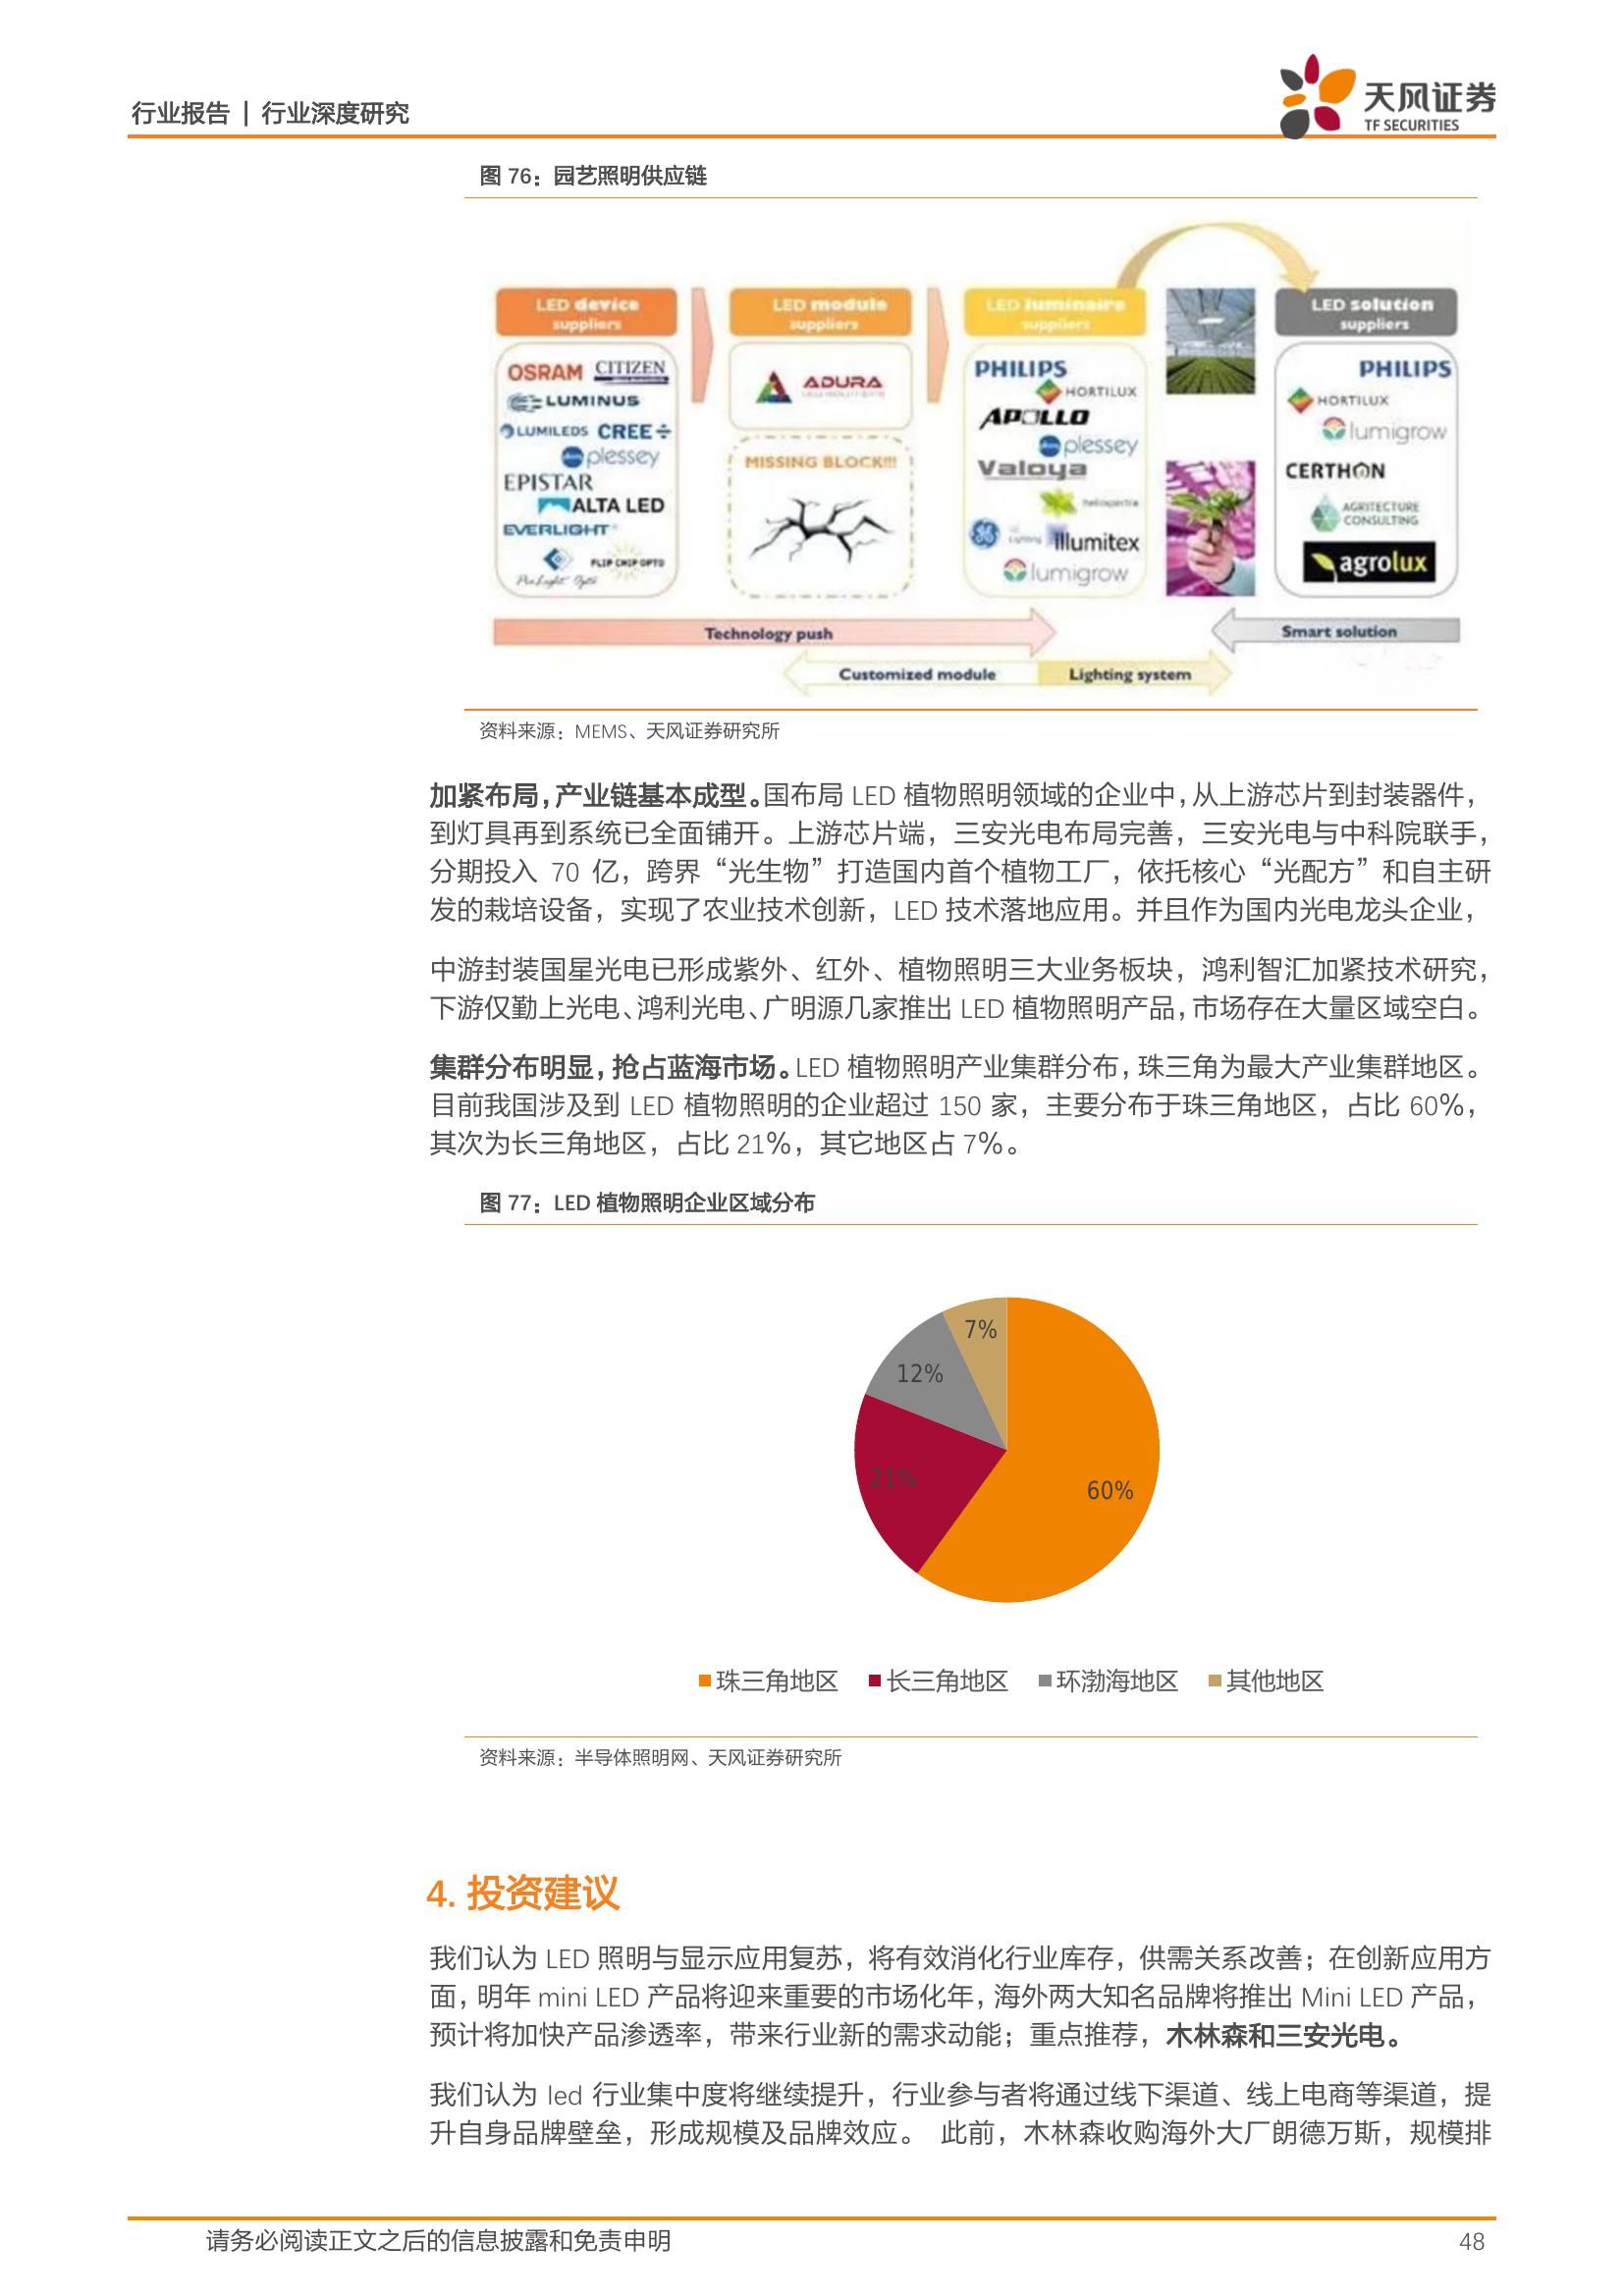 行业报告 | 行业深度研究
天风证券
TF SECURITIES
图 76：园艺照明供应链
LED device
suppliers
LED module
suppliers
LED luminaire
suppliers
LED solution
suppliers
OSRAM CITIZEN
LUMINUS
LUMILEDS CREE
plessey
EPISTAR
ALTA LED
EVERLIGHT
FLIP CHIP OPTO
ProLight Opto
ADURA
MISSING BLOCK!!!
PHILIPS
HORTILUX
APOLLO
plessey
Valoya
heliospectra
GE Lighting illumitex
lumigrow
PHILIPS
HORTILUX
lumigrow
CERTHON
AGRITECTURE
CONSULTING
agrolux
Technology push
Smart solution
Customized module
Lighting system
资料来源：MEMS、天风证券研究所
加紧布局，产业链基本成型。国布局 LED 植物照明领域的企业中，从上游芯片到封装器件，
到灯具再到系统已全面铺开。上游芯片端，三安光电布局完善，三安光电与中科院联手，
分期投入 70 亿，跨界“光生物”打造国内首个植物工厂，依托核心“光配方”和自主研
发的栽培设备，实现了农业技术创新，LED 技术落地应用。并且作为国内光电龙头企业，
中游封装国星光电已形成紫外、红外、植物照明三大业务板块，鸿利智汇加紧技术研究，
下游仅勤上光电、鸿利光电、广明源几家推出 LED 植物照明产品，市场存在大量区域空白。
集群分布明显，抢占蓝海市场。LED 植物照明产业集群分布，珠三角为最大产业集群地区。
目前我国涉及到 LED 植物照明的企业超过 150 家，主要分布于珠三角地区，占比 60%，
其次为长三角地区，占比 21%，其它地区占 7%。
图 77：LED 植物照明企业区域分布
7%
12%
21%
60%
珠三角地区 长三角地区 环渤海地区 其他地区
资料来源：半导体照明网、天风证券研究所
4. 投资建议
我们认为 LED 照明与显示应用复苏，将有效消化行业库存，供需关系改善；在创新应用方
面，明年 mini LED 产品将迎来重要的市场化年，海外两大知名品牌将推出 Mini LED 产品，
预计将加快产品渗透率，带来行业新的需求动能；重点推荐，木林森和三安光电。
我们认为 led 行业集中度将继续提升，行业参与者将通过线下渠道、线上电商等渠道，提
升自身品牌壁垒，形成规模及品牌效应。 此前，木林森收购海外大厂朗德万斯，规模排
请务必阅读正文之后的信息披露和免责申明
48